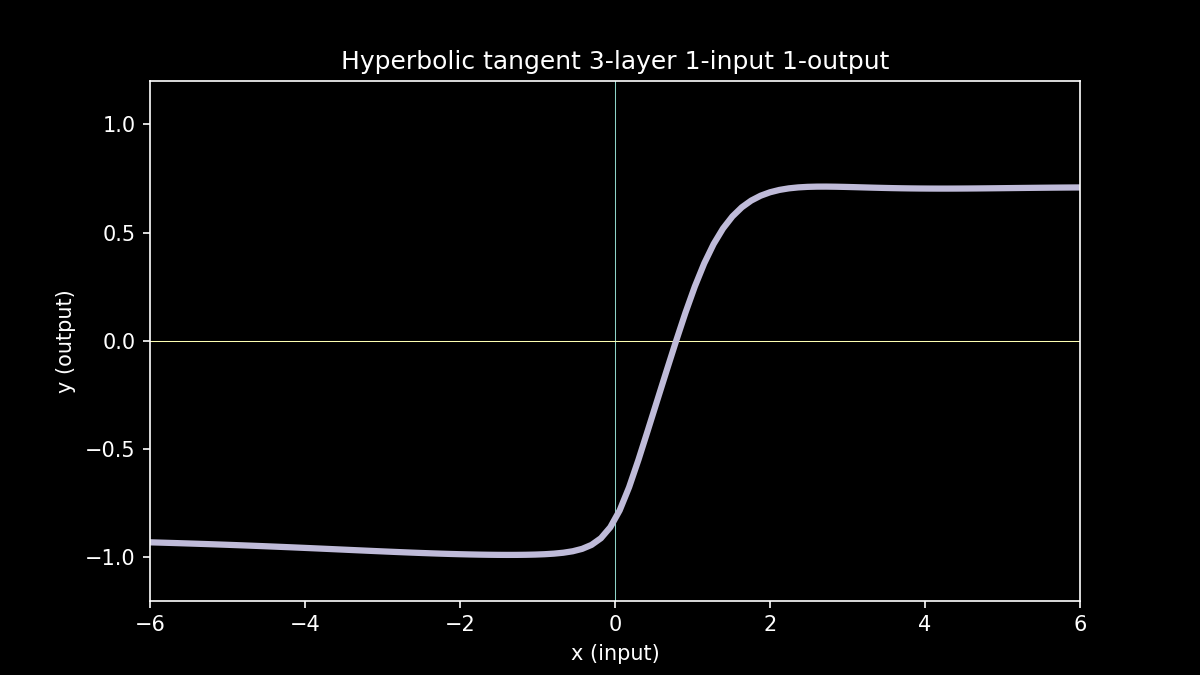 Hyperbolic tangent 3-layer 1-input 1-output
1.0
0.5
0.0
−0.5
−1.0
y (output)
−6 −4 −2 0 2 4 6
x (input)